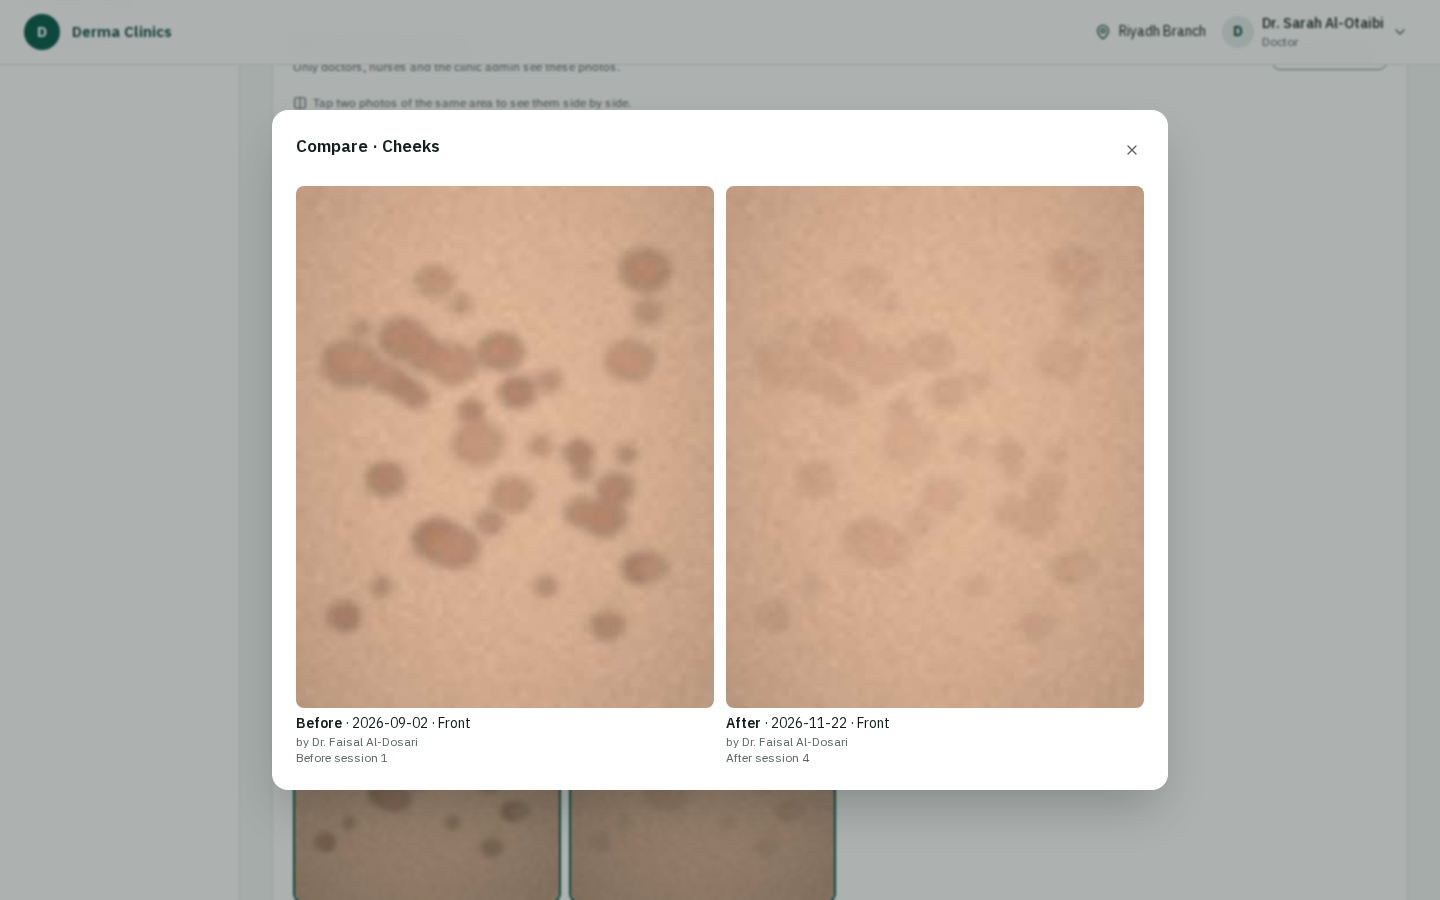 D
Derma Clinics
Riyadh Branch
D
Dr. Sarah Al-Otaibi
Doctor
Only doctors, nurses and the clinic admin see these photos.
Tap two photos of the same area to see them side by side.
Compare · Cheeks
Before · 2026-09-02 · Front
by Dr. Faisal Al-Dosari
Before session 1
After · 2026-11-22 · Front
by Dr. Faisal Al-Dosari
After session 4